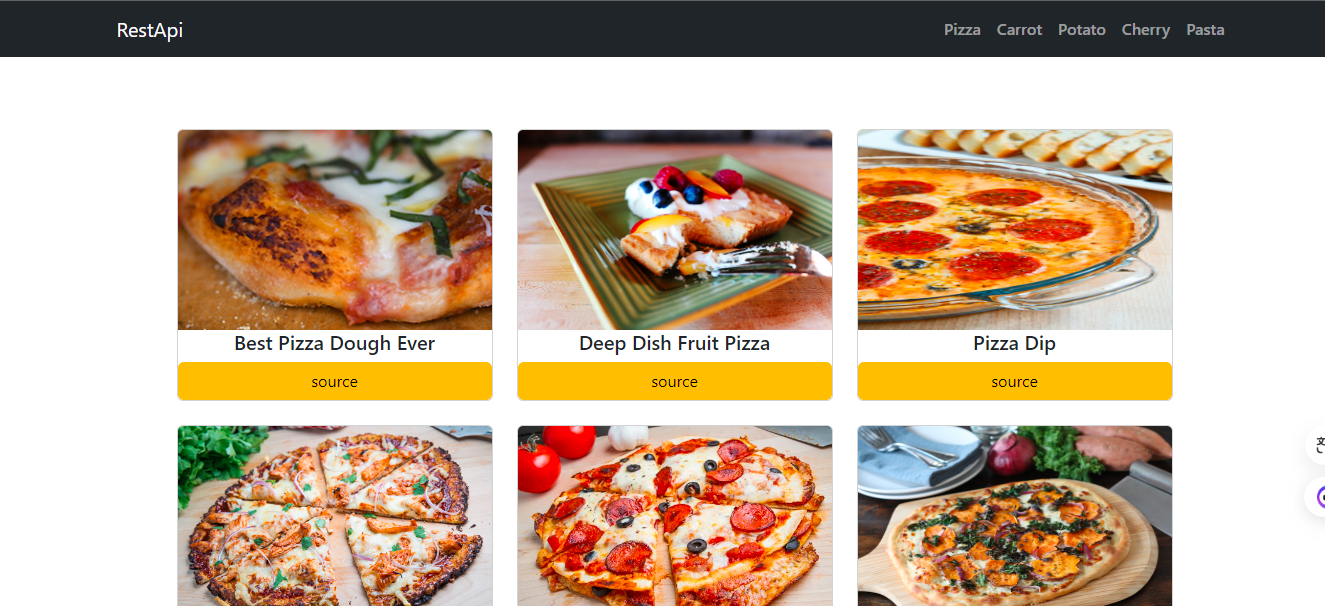 RestApi Pizza Carrot Potato Cherry Pasta
Best Pizza Dough Ever Deep Dish Fruit Pizza Pizza Dip
source source source